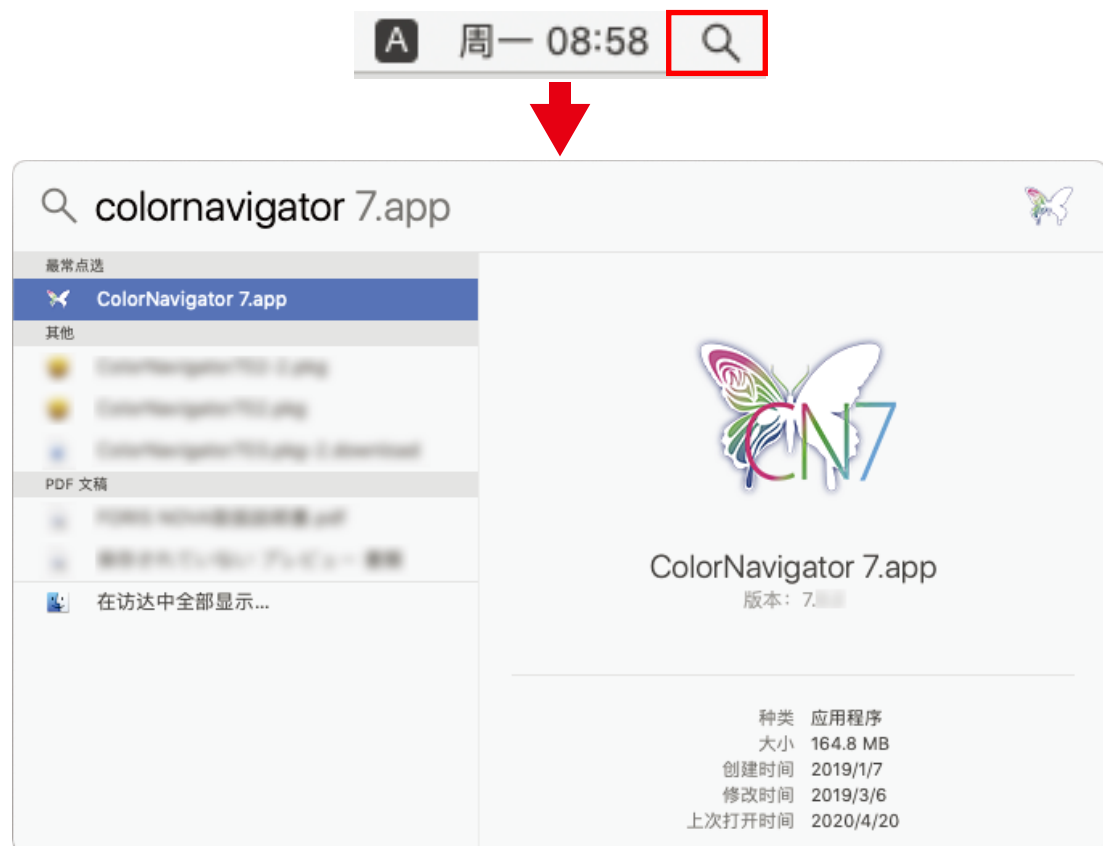 A 周一 08:58
colornavigator 7.app
最常点选
ColorNavigator 7.app
其他
PDF 文稿
在访达中全部显示...
CN7
ColorNavigator 7.app
版本: 7.
种类 应用程序
大小 164.8 MB
创建时间 2019/1/7
修改时间 2019/3/6
上次打开时间 2020/4/20